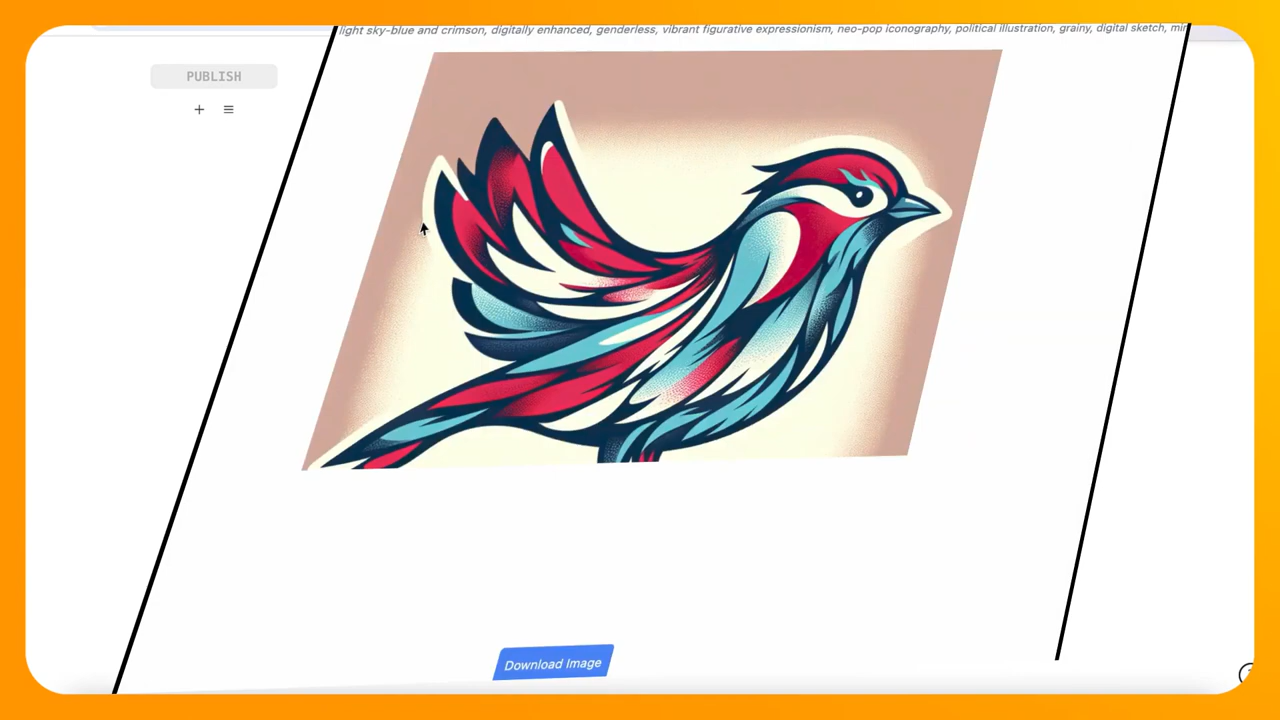 light sky-blue and crimson, digitally enhanced, genderless, vibrant figurative expressionism, neo-pop iconography, political illustration, grainy, digital sketch,
PUBLISH
Download Image